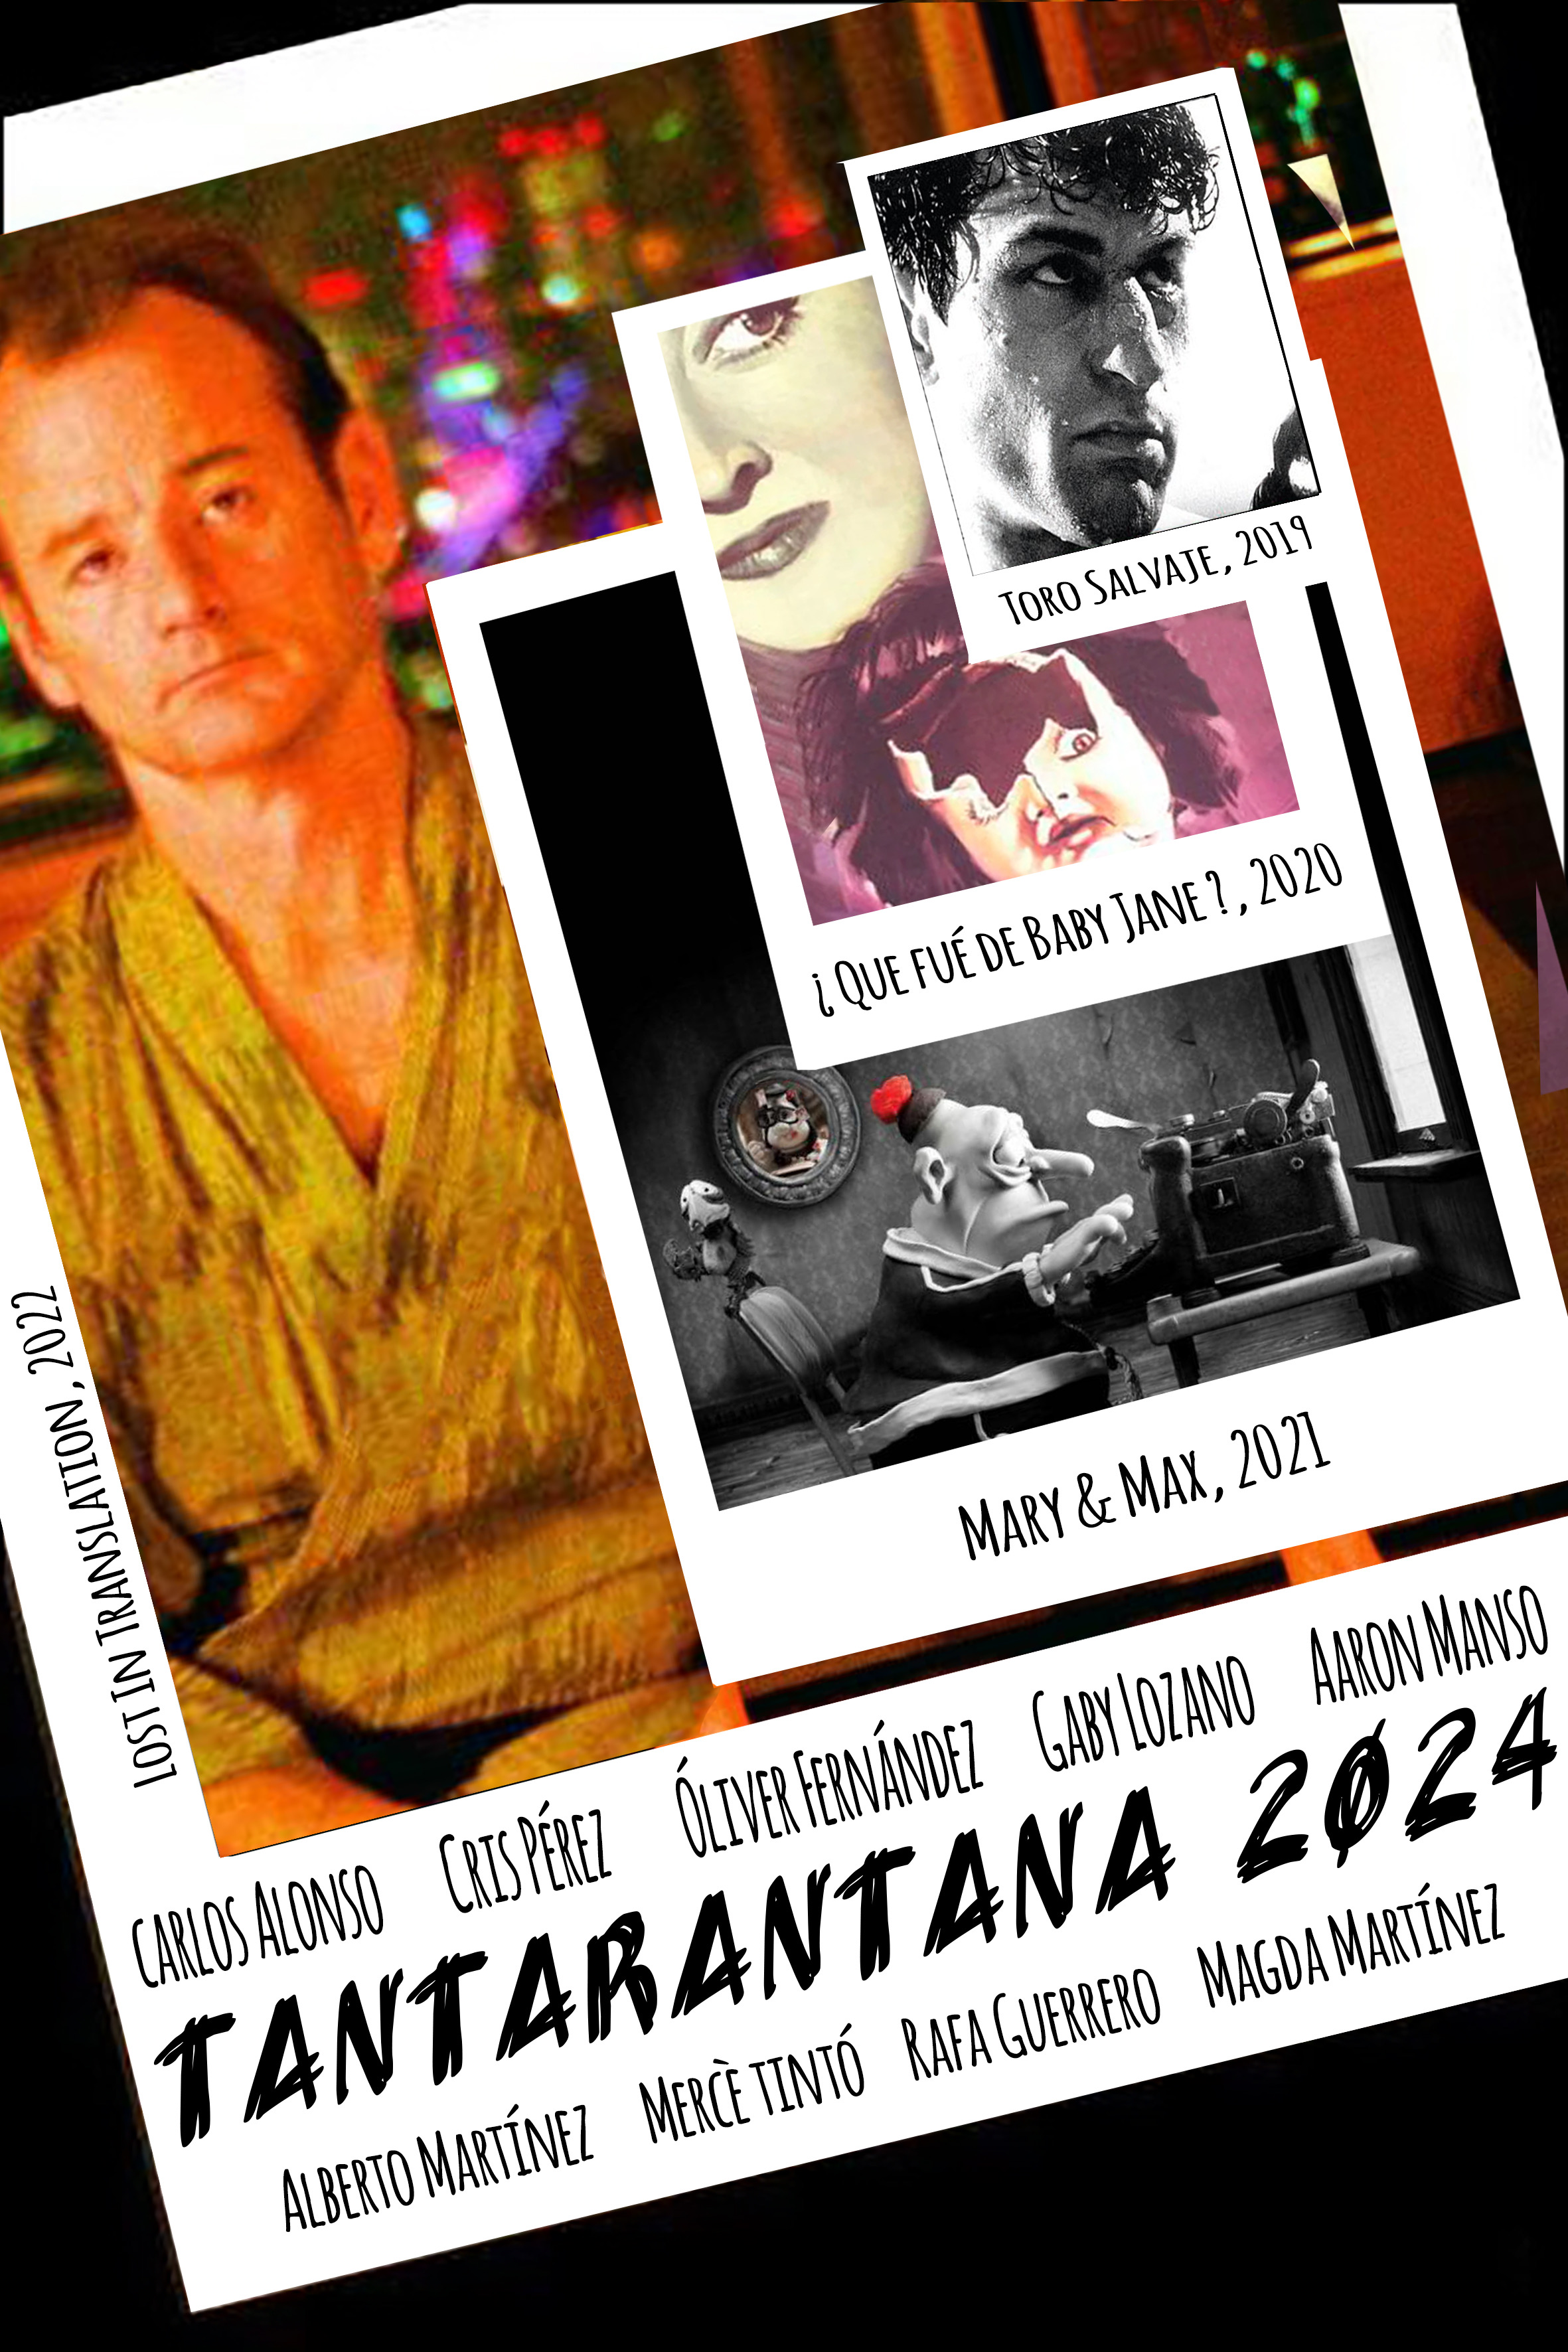 Toro Salvaje, 2019
¿Que fué de Baby Jane?, 2020
Mary & Max, 2021
Lost In Translation, 2022
Carlos Alonso Cris Pérez Óliver Fernández Gaby Lozano Aaron Manso
TANTARANTANA 2024
Alberto Martínez Mercè tintó Rafa Guerrero Magda Martínez